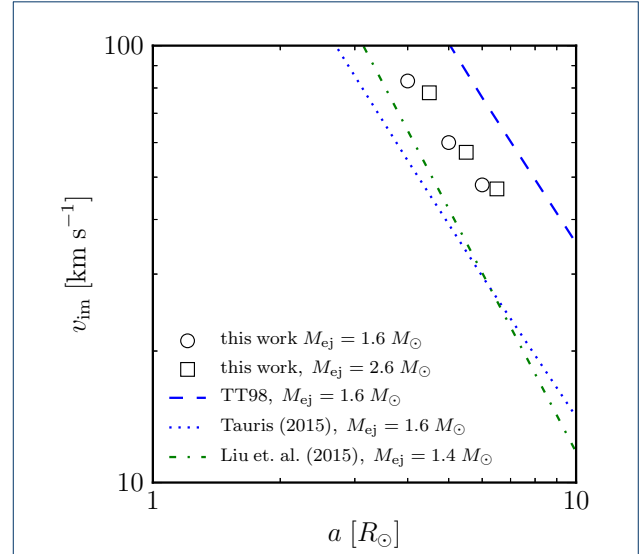 100
v_im [km s⁻¹]
this work M_ej = 1.6 M_⊙
this work, M_ej = 2.6 M_⊙
TT98, M_ej = 1.6 M_⊙
Tauris (2015), M_ej = 1.6 M_⊙
Liu et. al. (2015), M_ej = 1.4 M_⊙
10
1
10
a [R_⊙]